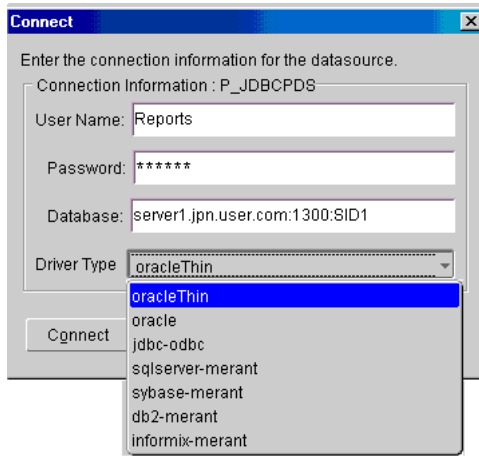 Connect
Enter the connection information for the datasource.
Connection Information : P_JDBCPDS
User Name: Reports
Password: ******
Database: server1.jpn.user.com:1300:SID1
Driver Type oracleThin
oracleThin
oracle
Connect
jdbc-odbc
sqlserver-merant
sybase-merant
db2-merant
informix-merant